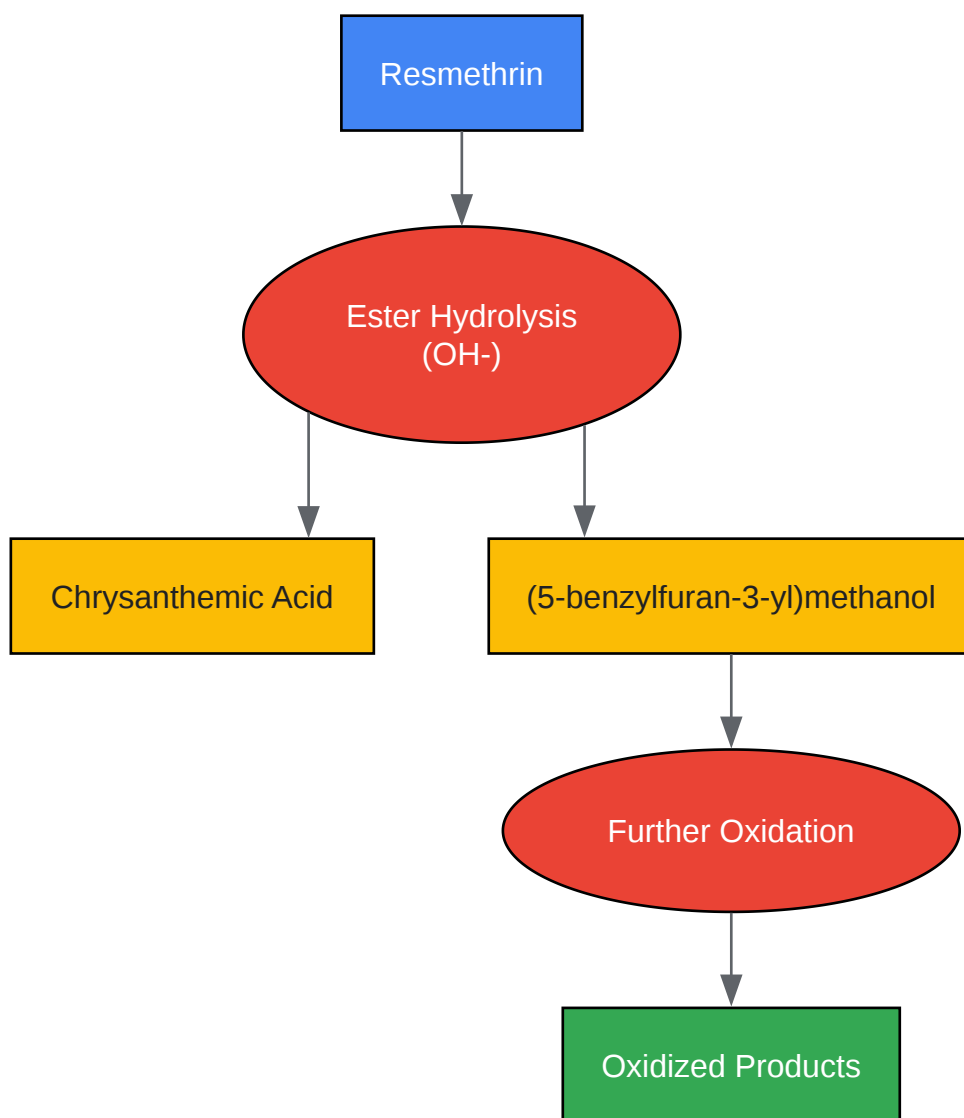 Resmethrin
Ester Hydrolysis
(OH-)
Chrysanthemic Acid
(5-benzylfuran-3-yl)methanol
Further Oxidation
Oxidized Products